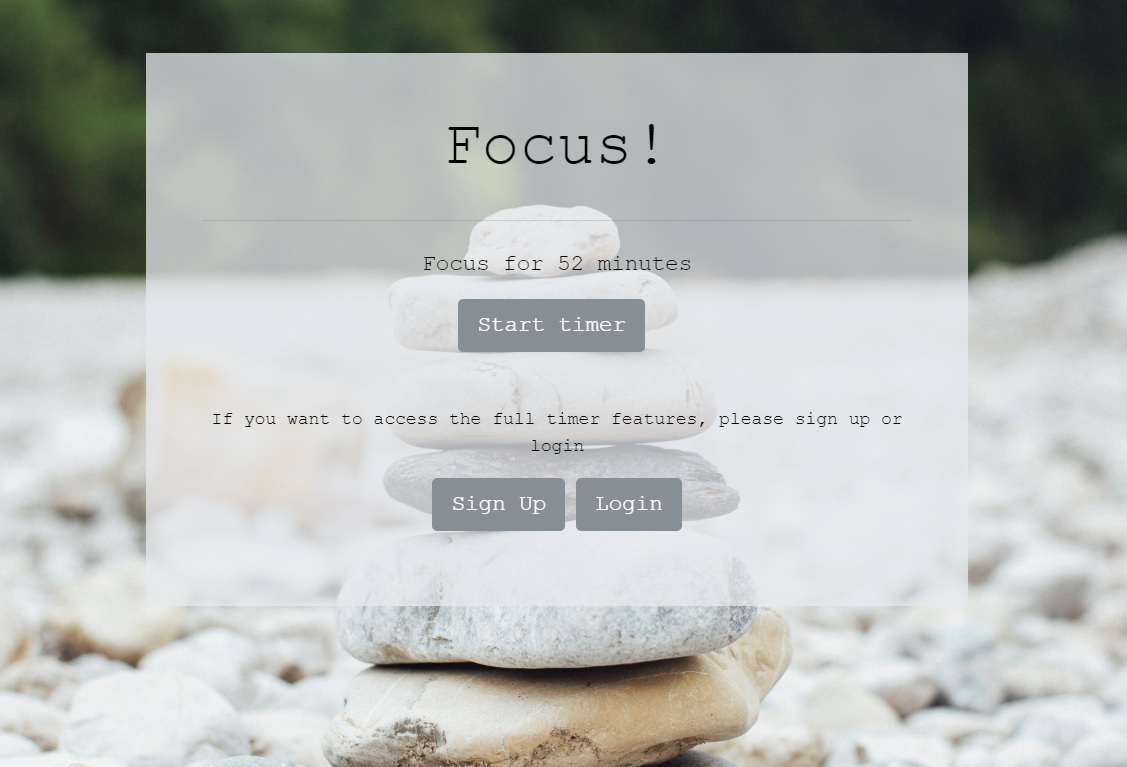 Focus!
Focus for 52 minutes
Start timer
If you want to access the full timer features, please sign up or
login
Sign Up
Login